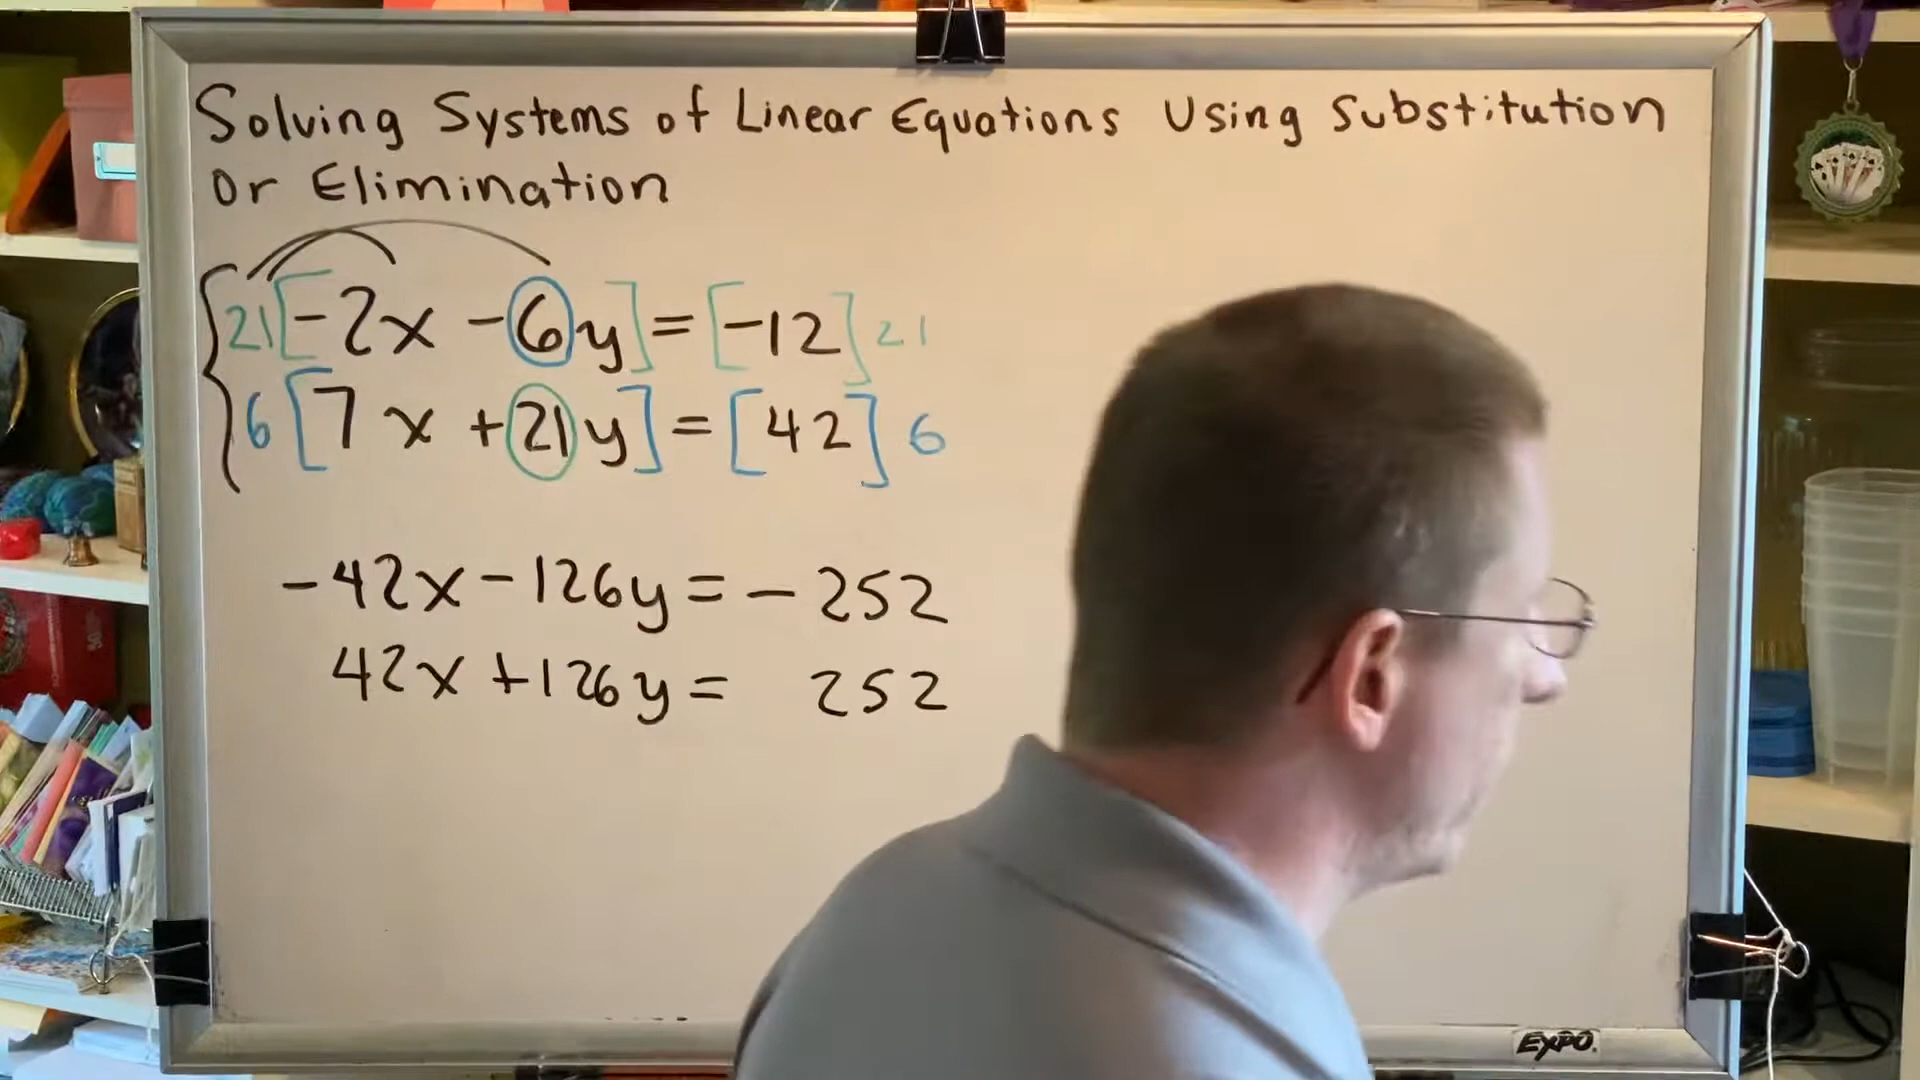 Solving Systems of Linear Equations Using Substitution
Or Elimination
21[-2x -6y]=[-12]21
6[7x +21y]=[42]6
-42x-126y=-252
42x+126y= 252
EXPO.